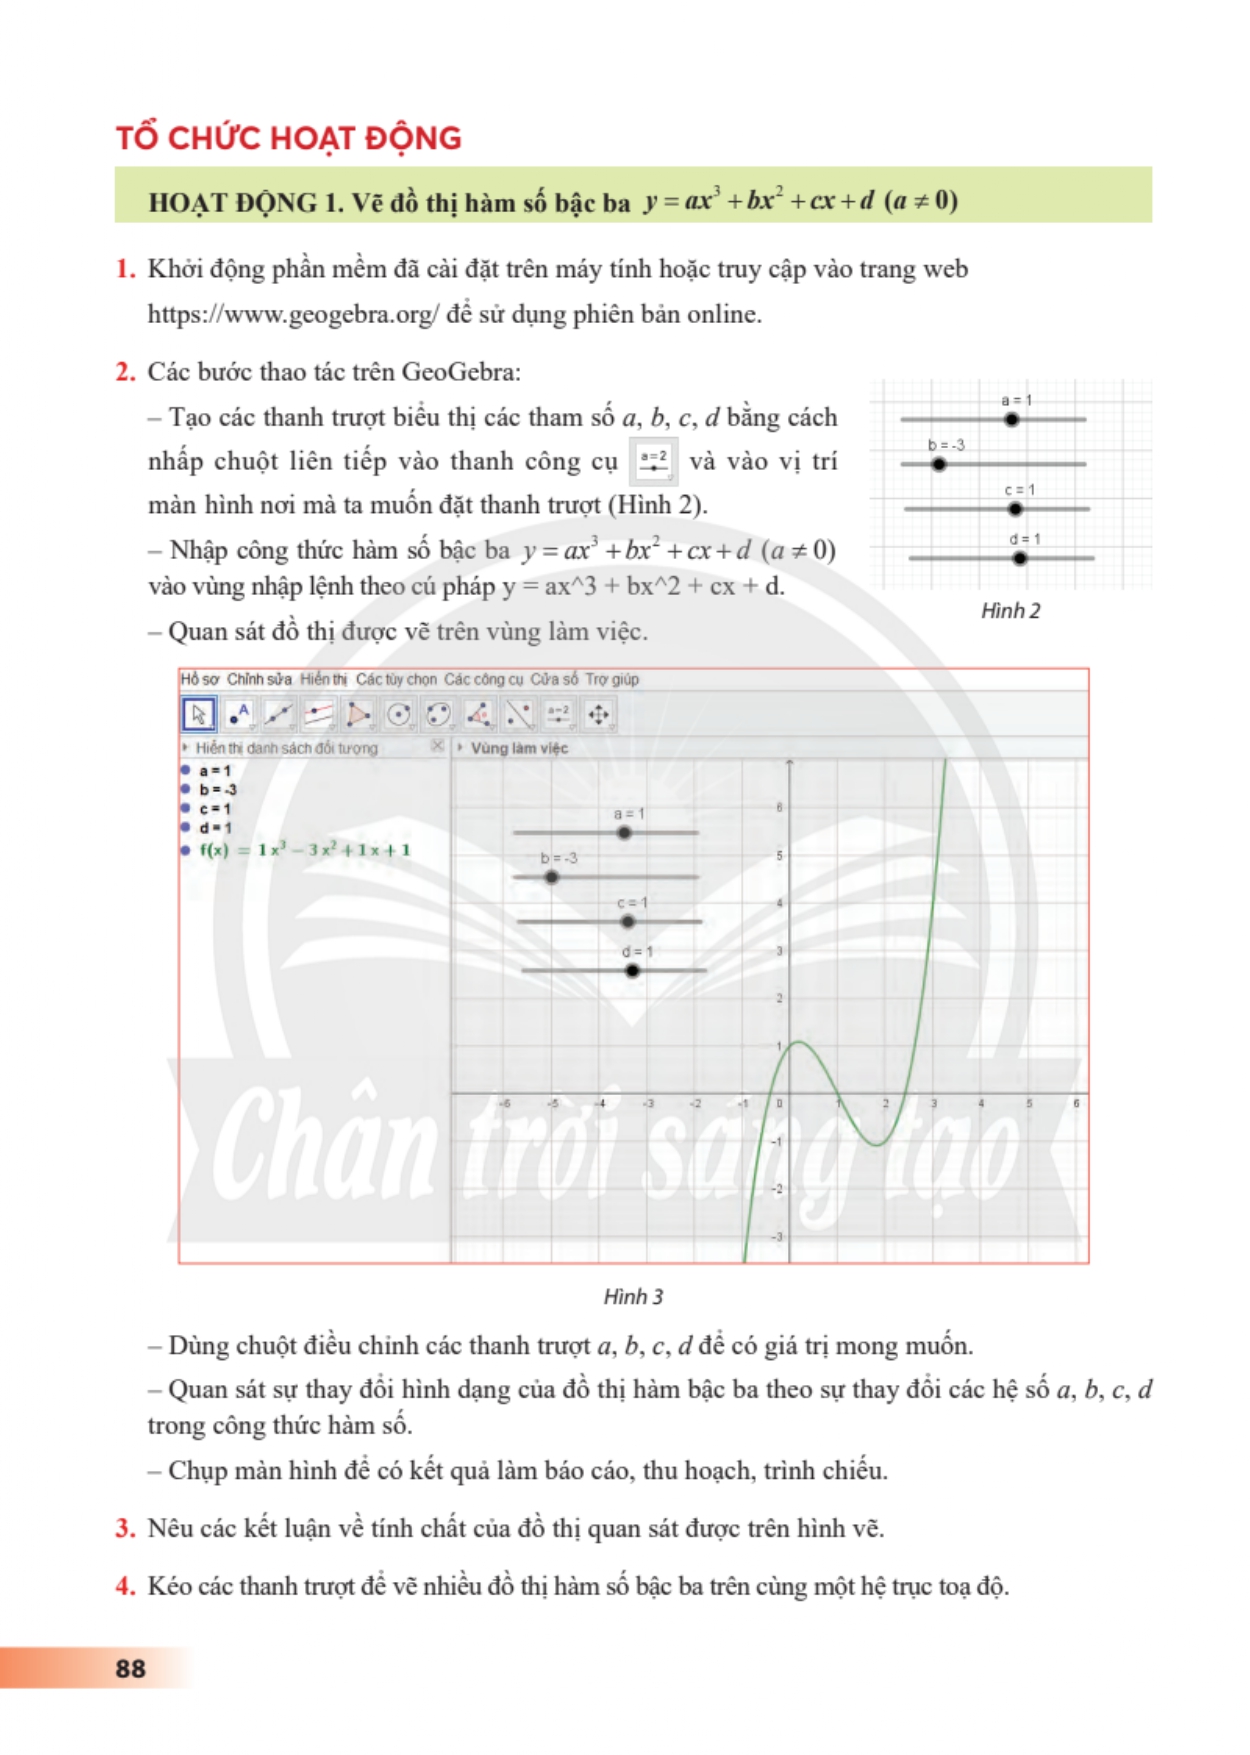 TỔ CHỨC HOẠT ĐỘNG
HOẠT ĐỘNG 1. Vẽ đồ thị hàm số bậc ba y = ax³ + bx² + cx + d (a ≠ 0)
1. Khởi động phần mềm đã cài đặt trên máy tính hoặc truy cập vào trang web
https://www.geogebra.org/ để sử dụng phiên bản online.
2. Các bước thao tác trên GeoGebra:
– Tạo các thanh trượt biểu thị các tham số a, b, c, d bằng cách
nhấp chuột liên tiếp vào thanh công cụ a=2 và vào vị trí
màn hình nơi mà ta muốn đặt thanh trượt (Hình 2).
– Nhập công thức hàm số bậc ba y = ax³ + bx² + cx + d (a ≠ 0)
vào vùng nhập lệnh theo cú pháp y = ax^3 + bx^2 + cx + d.
– Quan sát đồ thị được vẽ trên vùng làm việc.
a = 1
b = -3
c = 1
d = 1
Hình 2
Hồ sơ Chỉnh sửa Hiển thị Các tùy chọn Các công cụ Cửa sổ Trợ giúp
A a=2
Hiển thị danh sách đối tượng
Vùng làm việc
a = 1
b = -3
c = 1
d = 1
f(x) = 1 x³ – 3 x² + 1 x + 1
a = 1
b = -3
c = 1
d = 1
6
5
4
3
2
1
-6 -5 -4 -3 -2 -1 0 1 2 3 4 5 6
-1
-2
-3
Chân trời sáng tạo
Hình 3
– Dùng chuột điều chỉnh các thanh trượt a, b, c, d để có giá trị mong muốn.
– Quan sát sự thay đổi hình dạng của đồ thị hàm bậc ba theo sự thay đổi các hệ số a, b, c, d
trong công thức hàm số.
– Chụp màn hình để có kết quả làm báo cáo, thu hoạch, trình chiếu.
3. Nêu các kết luận về tính chất của đồ thị quan sát được trên hình vẽ.
4. Kéo các thanh trượt để vẽ nhiều đồ thị hàm số bậc ba trên cùng một hệ trục toạ độ.
88